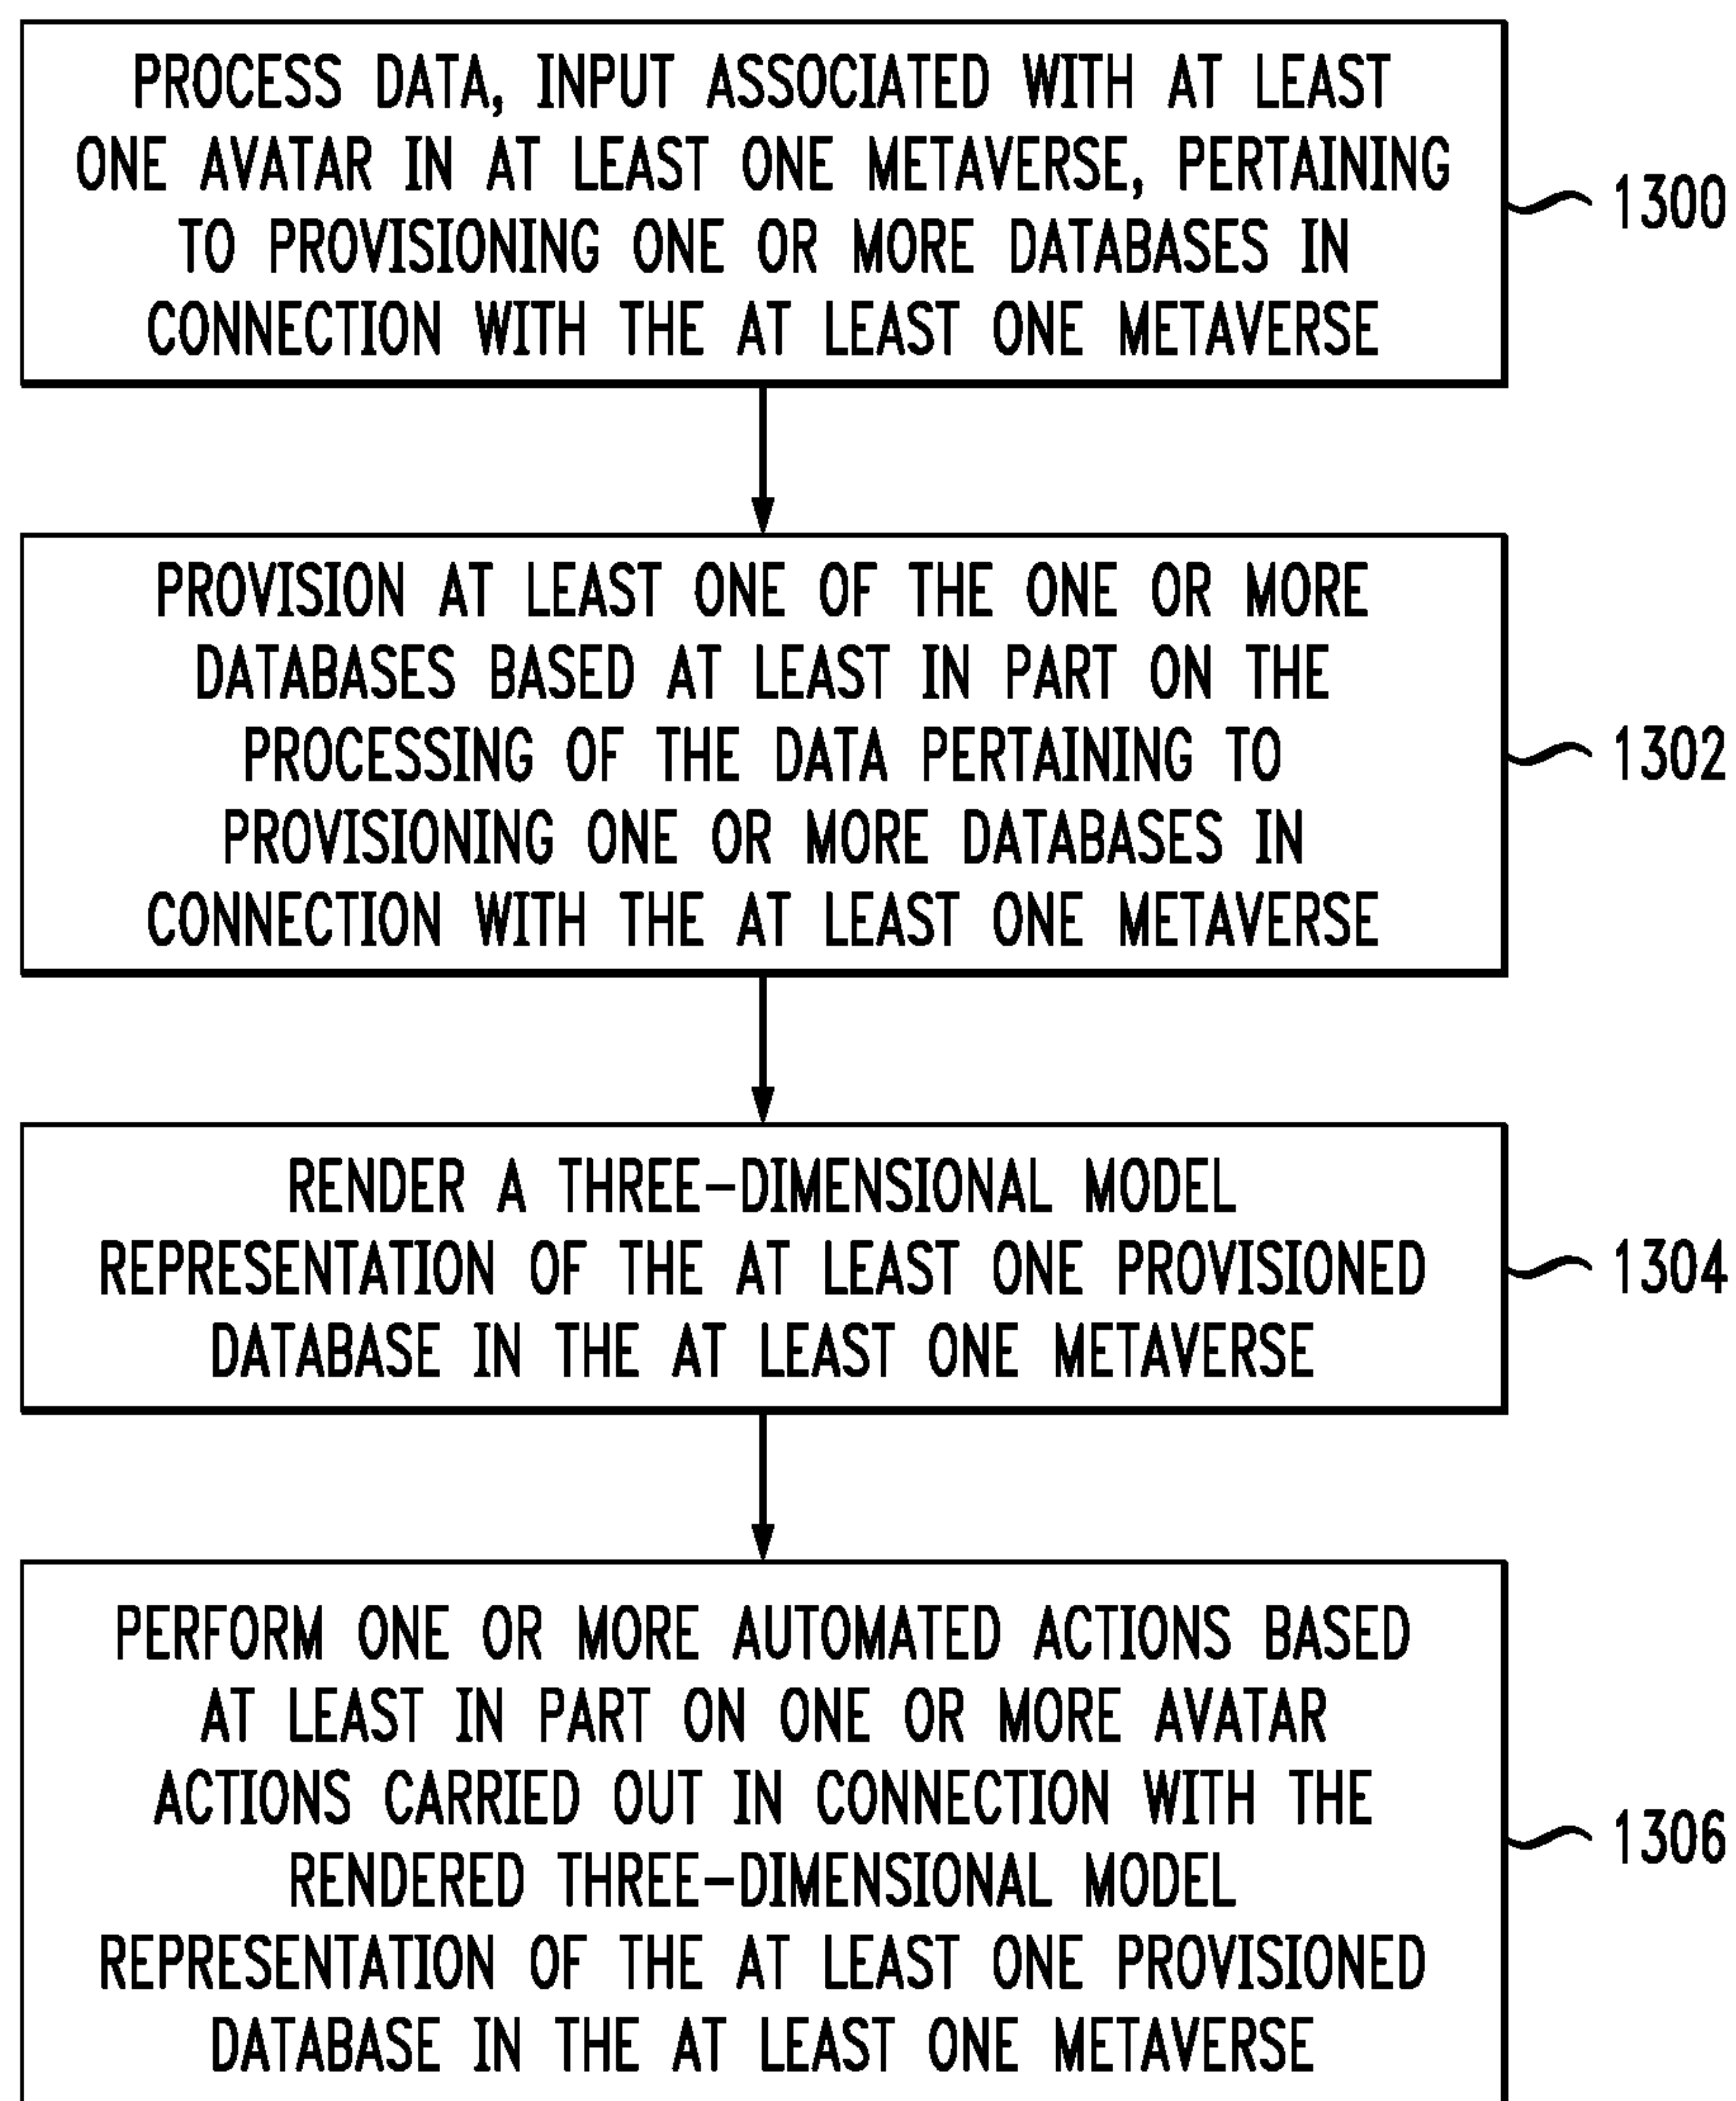 PROCESS DATA, INPUT ASSOCIATED WITH AT LEAST
ONE AVATAR IN AT LEAST ONE METAVERSE, PERTAINING
TO PROVISIONING ONE OR MORE DATABASES IN
CONNECTION WITH THE AT LEAST ONE METAVERSE
1300
PROVISION AT LEAST ONE OF THE ONE OR MORE
DATABASES BASED AT LEAST IN PART ON THE
PROCESSING OF THE DATA PERTAINING TO
PROVISIONING ONE OR MORE DATABASES IN
CONNECTION WITH THE AT LEAST ONE METAVERSE
1302
RENDER A THREE-DIMENSIONAL MODEL
REPRESENTATION OF THE AT LEAST ONE PROVISIONED
DATABASE IN THE AT LEAST ONE METAVERSE
1304
PERFORM ONE OR MORE AUTOMATED ACTIONS BASED
AT LEAST IN PART ON ONE OR MORE AVATAR
ACTIONS CARRIED OUT IN CONNECTION WITH THE
RENDERED THREE-DIMENSIONAL MODEL
REPRESENTATION OF THE AT LEAST ONE PROVISIONED
DATABASE IN THE AT LEAST ONE METAVERSE
1306